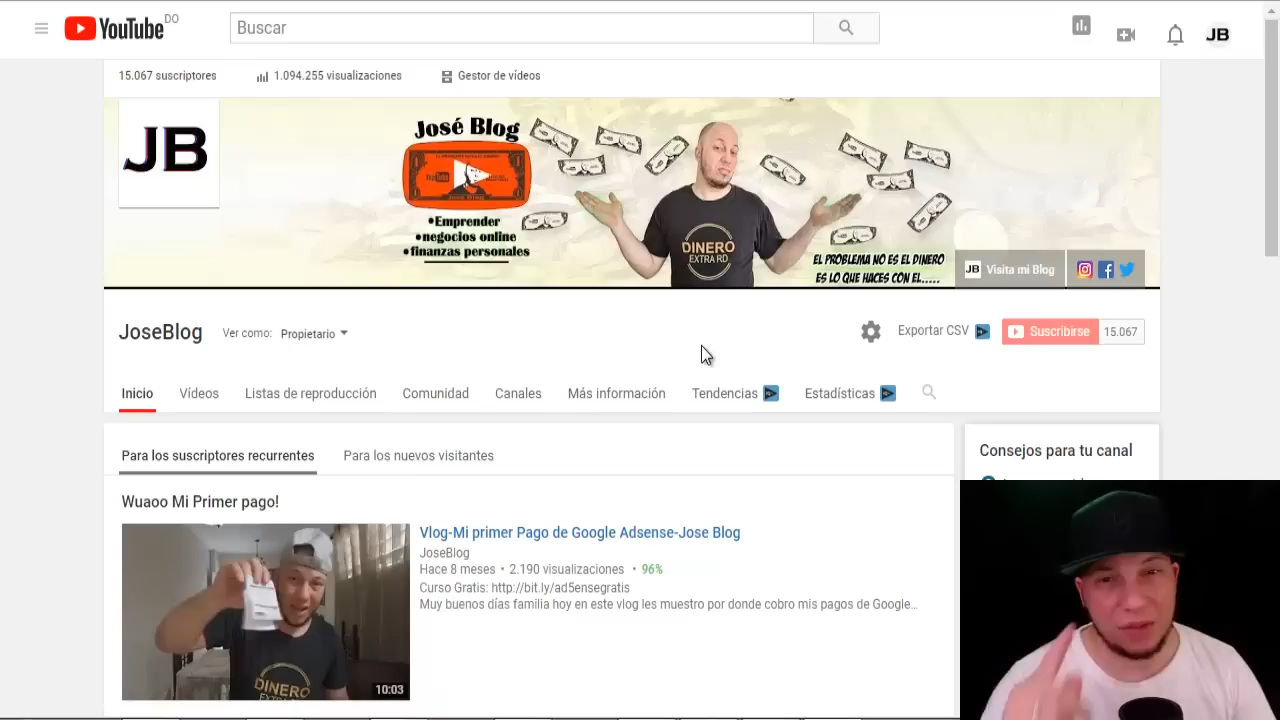 YouTube DO
Buscar
JB
15.067 suscriptores
1.094.255 visualizaciones
Gestor de vídeos
JB
José Blog
YouTube
Jose Blog
•Emprender
•negocios online
•finanzas personales
DINERO
EXTRA RD
EL PROBLEMA NO ES EL DINERO
ES LO QUE HACES CON EL.....
JB Visita mi Blog
JoseBlog
Ver como: Propietario
Exportar CSV
Suscribirse 15.067
Inicio
Vídeos
Listas de reproducción
Comunidad
Canales
Más información
Tendencias
Estadísticas
Para los suscriptores recurrentes
Para los nuevos visitantes
Consejos para tu canal
Wuaoo Mi Primer pago!
DINERO
10:03
Vlog-Mi primer Pago de Google Adsense-Jose Blog
JoseBlog
Hace 8 meses • 2.190 visualizaciones • 96%
Curso Gratis: http://bit.ly/ad5ensegratis
Muy buenos días familia hoy en este vlog les muestro por donde cobro mis pagos de Google...